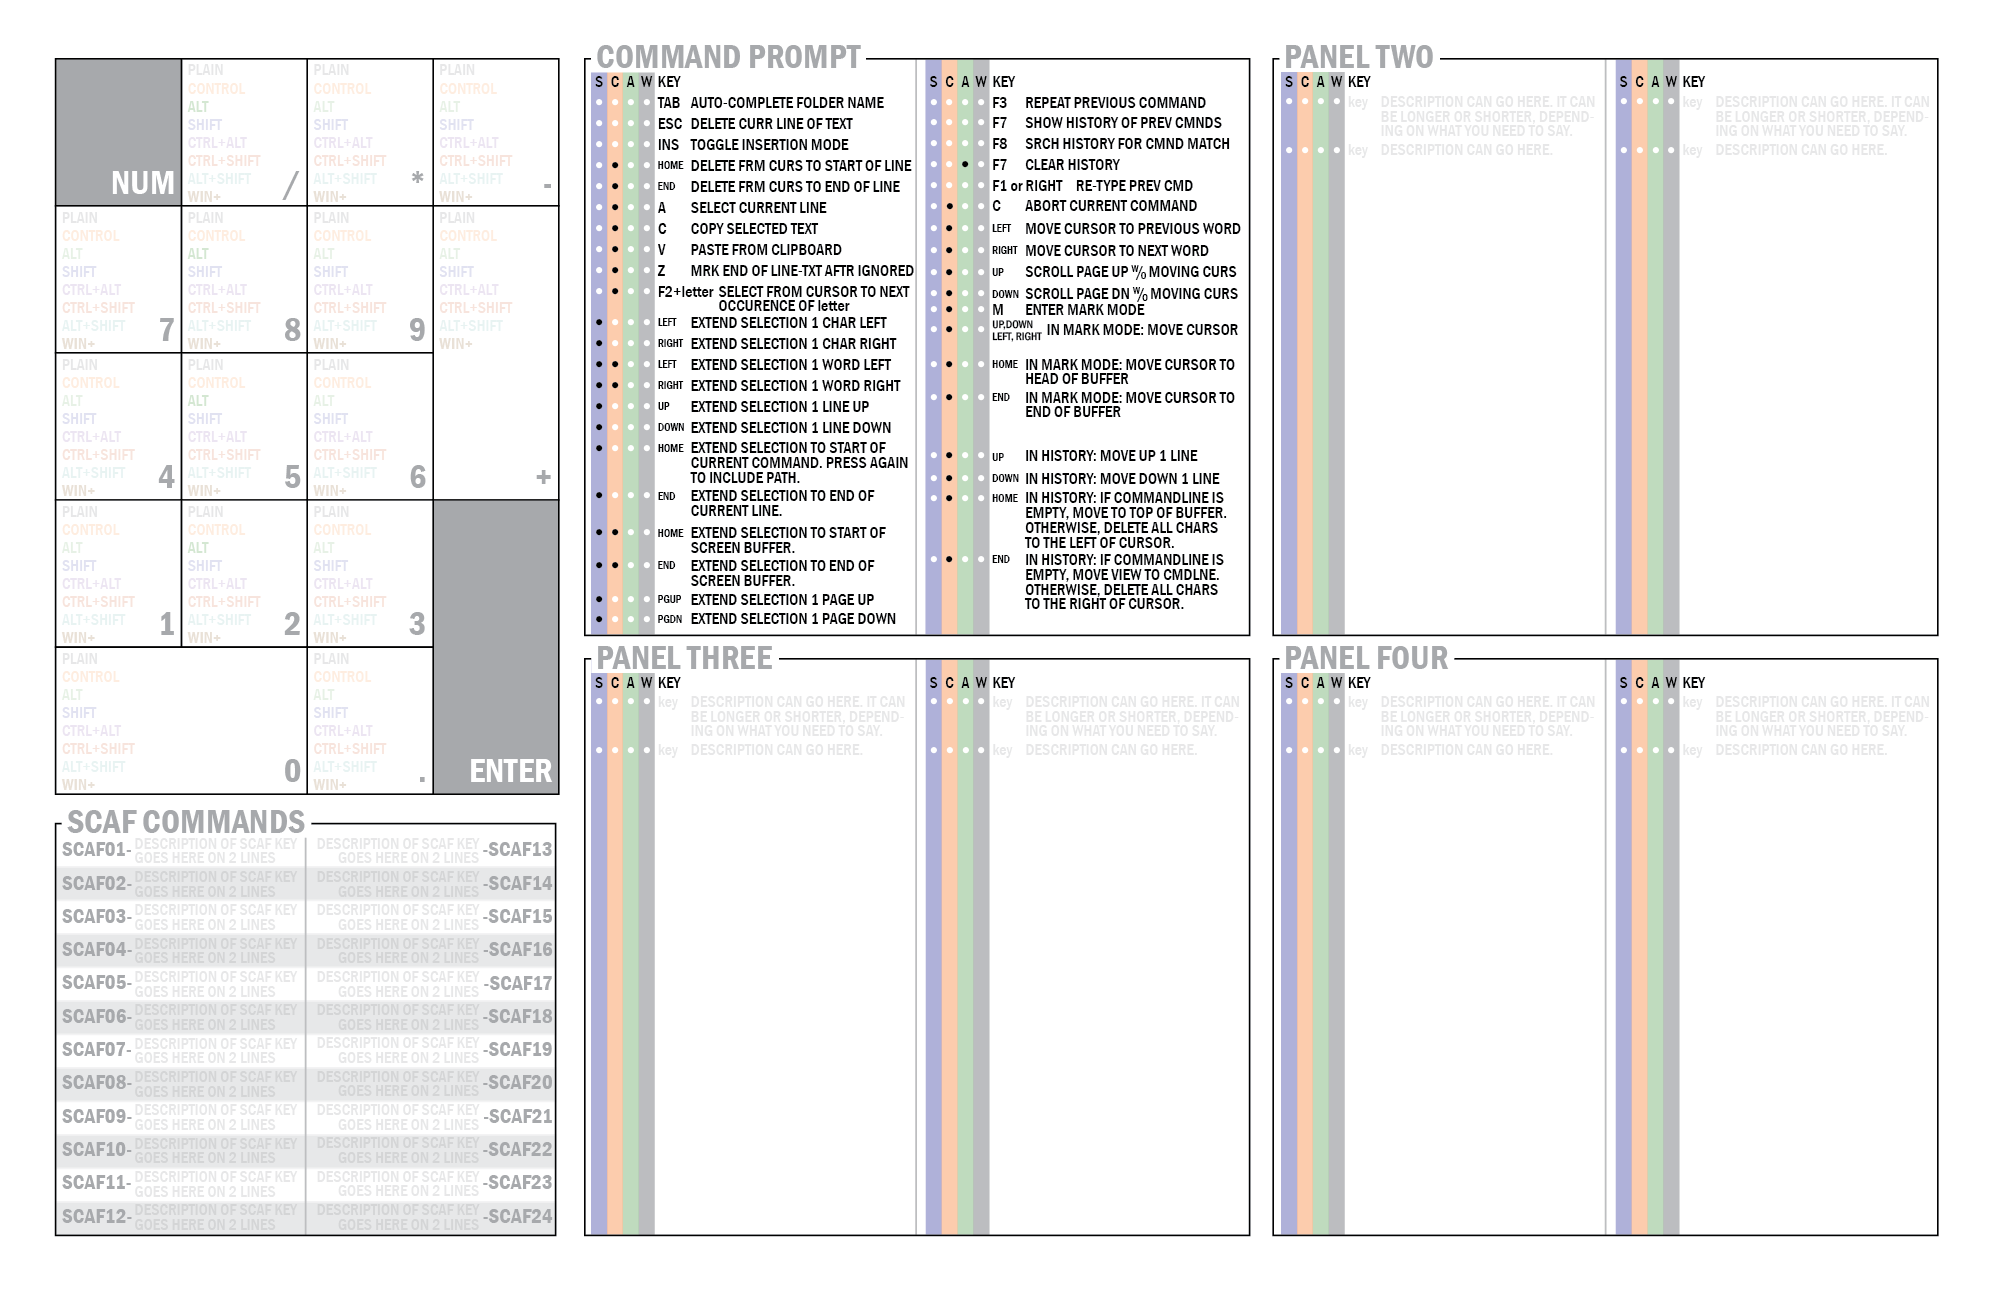 NUM
PLAIN
CONTROL
ALT
SHIFT
CTRL+ALT
CTRL+SHIFT
ALT+SHIFT
WIN+
/
PLAIN
CONTROL
ALT
SHIFT
CTRL+ALT
CTRL+SHIFT
ALT+SHIFT
WIN+
*
PLAIN
CONTROL
ALT
SHIFT
CTRL+ALT
CTRL+SHIFT
ALT+SHIFT
WIN+
-
PLAIN
CONTROL
ALT
SHIFT
CTRL+ALT
CTRL+SHIFT
ALT+SHIFT
WIN+
7
PLAIN
CONTROL
ALT
SHIFT
CTRL+ALT
CTRL+SHIFT
ALT+SHIFT
WIN+
8
PLAIN
CONTROL
ALT
SHIFT
CTRL+ALT
CTRL+SHIFT
ALT+SHIFT
WIN+
9
PLAIN
CONTROL
ALT
SHIFT
CTRL+ALT
CTRL+SHIFT
ALT+SHIFT
WIN+
+
PLAIN
CONTROL
ALT
SHIFT
CTRL+ALT
CTRL+SHIFT
ALT+SHIFT
WIN+
4
PLAIN
CONTROL
ALT
SHIFT
CTRL+ALT
CTRL+SHIFT
ALT+SHIFT
WIN+
5
PLAIN
CONTROL
ALT
SHIFT
CTRL+ALT
CTRL+SHIFT
ALT+SHIFT
WIN+
6
PLAIN
CONTROL
ALT
SHIFT
CTRL+ALT
CTRL+SHIFT
ALT+SHIFT
WIN+
1
PLAIN
CONTROL
ALT
SHIFT
CTRL+ALT
CTRL+SHIFT
ALT+SHIFT
WIN+
2
PLAIN
CONTROL
ALT
SHIFT
CTRL+ALT
CTRL+SHIFT
ALT+SHIFT
WIN+
3
PLAIN
CONTROL
ALT
SHIFT
CTRL+ALT
CTRL+SHIFT
ALT+SHIFT
WIN+
0
PLAIN
CONTROL
ALT
SHIFT
CTRL+ALT
CTRL+SHIFT
ALT+SHIFT
WIN+
.
ENTER
SCAF COMMANDS
SCAF01- DESCRIPTION OF SCAF KEY
GOES HERE ON 2 LINES
SCAF02- DESCRIPTION OF SCAF KEY
GOES HERE ON 2 LINES
SCAF03- DESCRIPTION OF SCAF KEY
GOES HERE ON 2 LINES
SCAF04- DESCRIPTION OF SCAF KEY
GOES HERE ON 2 LINES
SCAF05- DESCRIPTION OF SCAF KEY
GOES HERE ON 2 LINES
SCAF06- DESCRIPTION OF SCAF KEY
GOES HERE ON 2 LINES
SCAF07- DESCRIPTION OF SCAF KEY
GOES HERE ON 2 LINES
SCAF08- DESCRIPTION OF SCAF KEY
GOES HERE ON 2 LINES
SCAF09- DESCRIPTION OF SCAF KEY
GOES HERE ON 2 LINES
SCAF10- DESCRIPTION OF SCAF KEY
GOES HERE ON 2 LINES
SCAF11- DESCRIPTION OF SCAF KEY
GOES HERE ON 2 LINES
SCAF12- DESCRIPTION OF SCAF KEY
GOES HERE ON 2 LINES
DESCRIPTION OF SCAF KEY -SCAF13
GOES HERE ON 2 LINES
DESCRIPTION OF SCAF KEY -SCAF14
GOES HERE ON 2 LINES
DESCRIPTION OF SCAF KEY -SCAF15
GOES HERE ON 2 LINES
DESCRIPTION OF SCAF KEY -SCAF16
GOES HERE ON 2 LINES
DESCRIPTION OF SCAF KEY -SCAF17
GOES HERE ON 2 LINES
DESCRIPTION OF SCAF KEY -SCAF18
GOES HERE ON 2 LINES
DESCRIPTION OF SCAF KEY -SCAF19
GOES HERE ON 2 LINES
DESCRIPTION OF SCAF KEY -SCAF20
GOES HERE ON 2 LINES
DESCRIPTION OF SCAF KEY -SCAF21
GOES HERE ON 2 LINES
DESCRIPTION OF SCAF KEY -SCAF22
GOES HERE ON 2 LINES
DESCRIPTION OF SCAF KEY -SCAF23
GOES HERE ON 2 LINES
DESCRIPTION OF SCAF KEY -SCAF24
GOES HERE ON 2 LINES
COMMAND PROMPT
S C A W KEY
TAB AUTO-COMPLETE FOLDER NAME
ESC DELETE CURR LINE OF TEXT
INS TOGGLE INSERTION MODE
HOME DELETE FRM CURS TO START OF LINE
END DELETE FRM CURS TO END OF LINE
A SELECT CURRENT LINE
C COPY SELECTED TEXT
V PASTE FROM CLIPBOARD
Z MRK END OF LINE-TXT AFTR IGNORED
F2+letter SELECT FROM CURSOR TO NEXT
OCCURENCE OF letter
LEFT EXTEND SELECTION 1 CHAR LEFT
RIGHT EXTEND SELECTION 1 CHAR RIGHT
LEFT EXTEND SELECTION 1 WORD LEFT
RIGHT EXTEND SELECTION 1 WORD RIGHT
UP EXTEND SELECTION 1 LINE UP
DOWN EXTEND SELECTION 1 LINE DOWN
HOME EXTEND SELECTION TO START OF
CURRENT COMMAND. PRESS AGAIN
TO INCLUDE PATH.
END EXTEND SELECTION TO END OF
CURRENT LINE.
HOME EXTEND SELECTION TO START OF
SCREEN BUFFER.
END EXTEND SELECTION TO END OF
SCREEN BUFFER.
PGUP EXTEND SELECTION 1 PAGE UP
PGDN EXTEND SELECTION 1 PAGE DOWN
S C A W KEY
F3 REPEAT PREVIOUS COMMAND
F7 SHOW HISTORY OF PREV CMNDS
F8 SRCH HISTORY FOR CMND MATCH
F7 CLEAR HISTORY
F1 or RIGHT RE-TYPE PREV CMD
C ABORT CURRENT COMMAND
LEFT MOVE CURSOR TO PREVIOUS WORD
RIGHT MOVE CURSOR TO NEXT WORD
UP SCROLL PAGE UP W/O MOVING CURS
DOWN SCROLL PAGE DN W/O MOVING CURS
M ENTER MARK MODE
UP,DOWN
LEFT, RIGHT IN MARK MODE: MOVE CURSOR
HOME IN MARK MODE: MOVE CURSOR TO
HEAD OF BUFFER
END IN MARK MODE: MOVE CURSOR TO
END OF BUFFER
UP IN HISTORY: MOVE UP 1 LINE
DOWN IN HISTORY: MOVE DOWN 1 LINE
HOME IN HISTORY: IF COMMANDLINE IS
EMPTY, MOVE TO TOP OF BUFFER.
OTHERWISE, DELETE ALL CHARS
TO THE LEFT OF CURSOR.
END IN HISTORY: IF COMMANDLINE IS
EMPTY, MOVE VIEW TO CMDLNE.
OTHERWISE, DELETE ALL CHARS
TO THE RIGHT OF CURSOR.
PANEL TWO
S C A W KEY
key DESCRIPTION CAN GO HERE. IT CAN
BE LONGER OR SHORTER, DEPEND-
ING ON WHAT YOU NEED TO SAY.
key DESCRIPTION CAN GO HERE.
S C A W KEY
key DESCRIPTION CAN GO HERE. IT CAN
BE LONGER OR SHORTER, DEPEND-
ING ON WHAT YOU NEED TO SAY.
key DESCRIPTION CAN GO HERE.
PANEL THREE
S C A W KEY
key DESCRIPTION CAN GO HERE. IT CAN
BE LONGER OR SHORTER, DEPEND-
ING ON WHAT YOU NEED TO SAY.
key DESCRIPTION CAN GO HERE.
S C A W KEY
key DESCRIPTION CAN GO HERE. IT CAN
BE LONGER OR SHORTER, DEPEND-
ING ON WHAT YOU NEED TO SAY.
key DESCRIPTION CAN GO HERE.
PANEL FOUR
S C A W KEY
key DESCRIPTION CAN GO HERE. IT CAN
BE LONGER OR SHORTER, DEPEND-
ING ON WHAT YOU NEED TO SAY.
key DESCRIPTION CAN GO HERE.
S C A W KEY
key DESCRIPTION CAN GO HERE. IT CAN
BE LONGER OR SHORTER, DEPEND-
ING ON WHAT YOU NEED TO SAY.
key DESCRIPTION CAN GO HERE.